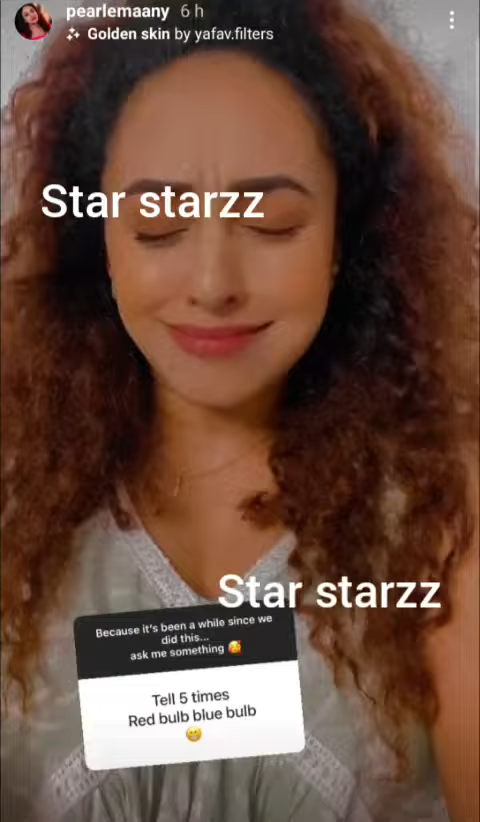 pearlemaany 6 h
Golden skin by yafav.filters
Star starzz
Star starzz
Because it's been a while since we
did this...
ask me something 🥰
Tell 5 times
Red bulb blue bulb
😁